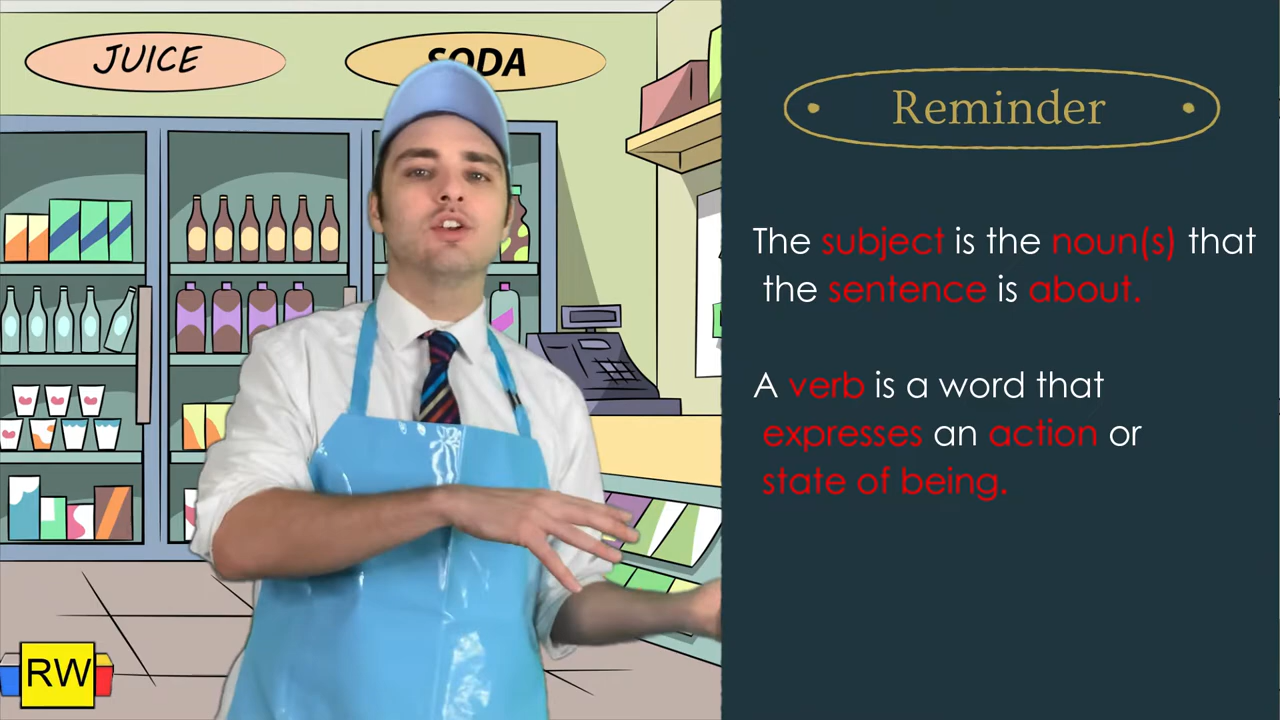 JUICE
SODA
Reminder
The subject is the noun(s) that
the sentence is about.
A verb is a word that
expresses an action or
state of being.
RW